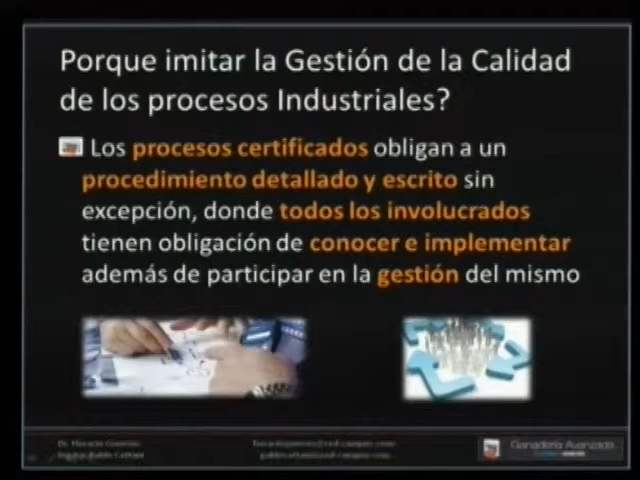 Porque imitar la Gestión de la Calidad
de los procesos Industriales?
Los procesos certificados obligan a un
procedimiento detallado y escrito sin
excepción, donde todos los involucrados
tienen obligación de conocer e implementar
además de participar en la gestión del mismo
Ganadería Avanzada